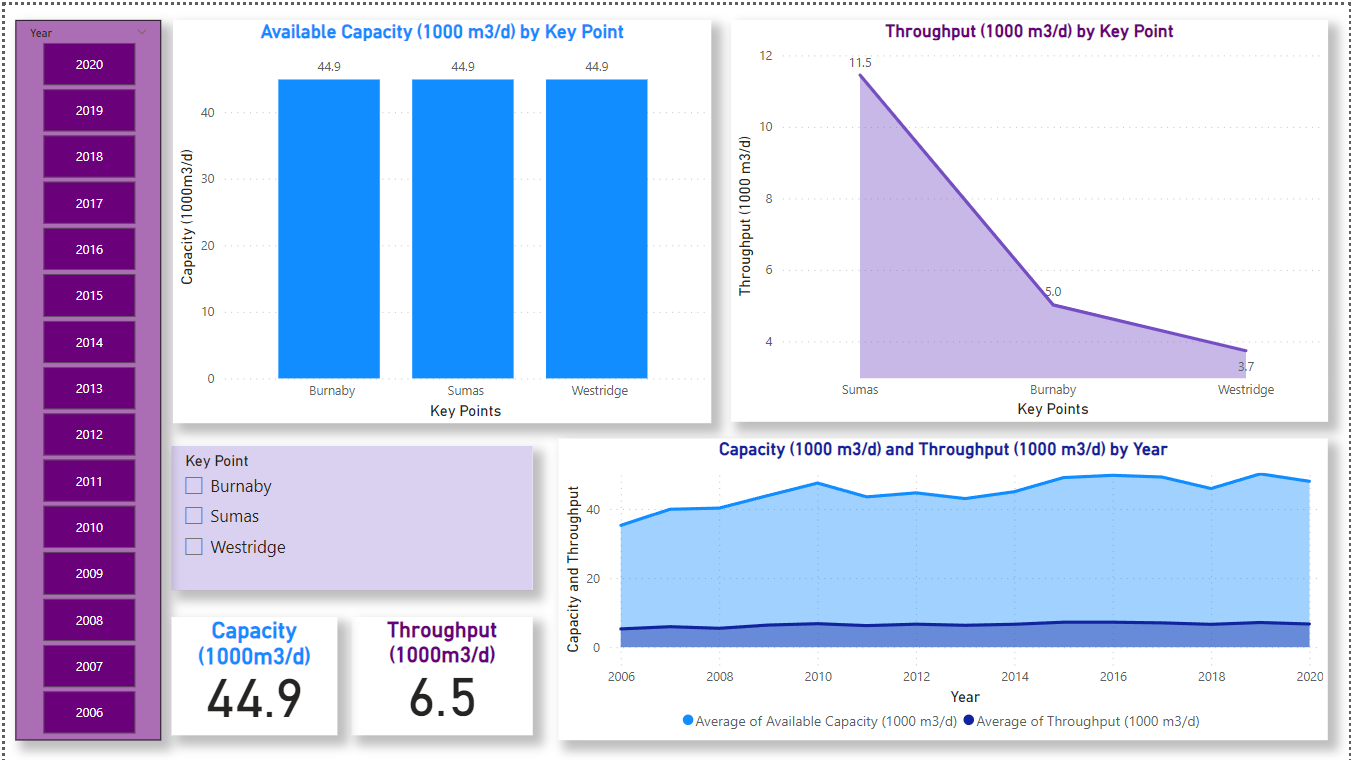 Year
2020
2019
2018
2017
2016
2015
2014
2013
2012
2011
2010
2009
2008
2007
2006
Available Capacity (1000 m3/d) by Key Point
Capacity (1000m3/d)
40
30
20
10
0
44.9
44.9
44.9
Burnaby
Sumas
Westridge
Key Points
Throughput (1000 m3/d) by Key Point
Throughput (1000 m3/d)
12
10
8
6
4
11.5
5.0
3.7
Sumas
Burnaby
Westridge
Key Points
Key Point
Burnaby
Sumas
Westridge
Capacity
(1000m3/d)
44.9
Throughput
(1000m3/d)
6.5
Capacity (1000 m3/d) and Throughput (1000 m3/d) by Year
Capacity and Throughput
40
20
0
2006
2008
2010
2012
2014
2016
2018
2020
Year
Average of Available Capacity (1000 m3/d)
Average of Throughput (1000 m3/d)